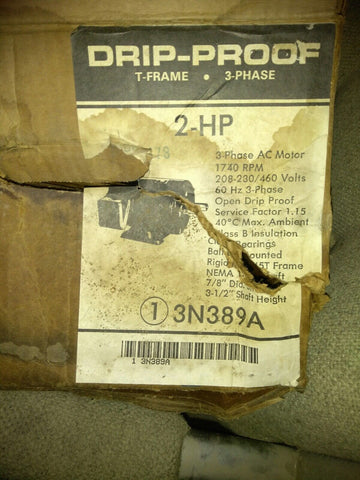 DRIP-PROOF
T-FRAME • 3-PHASE
2-HP
3 Phase AC Motor
1740 RPM
208-230/460 Volts
60 Hz 3-Phase
Open Drip Proof
Service Factor 1.15
40°C Max. Ambient
Class B Insulation
Bearings
Mounted
Frame
NEMA
7/8"
3-1/2" Shaft Height
1 3N389A
1 3N389A